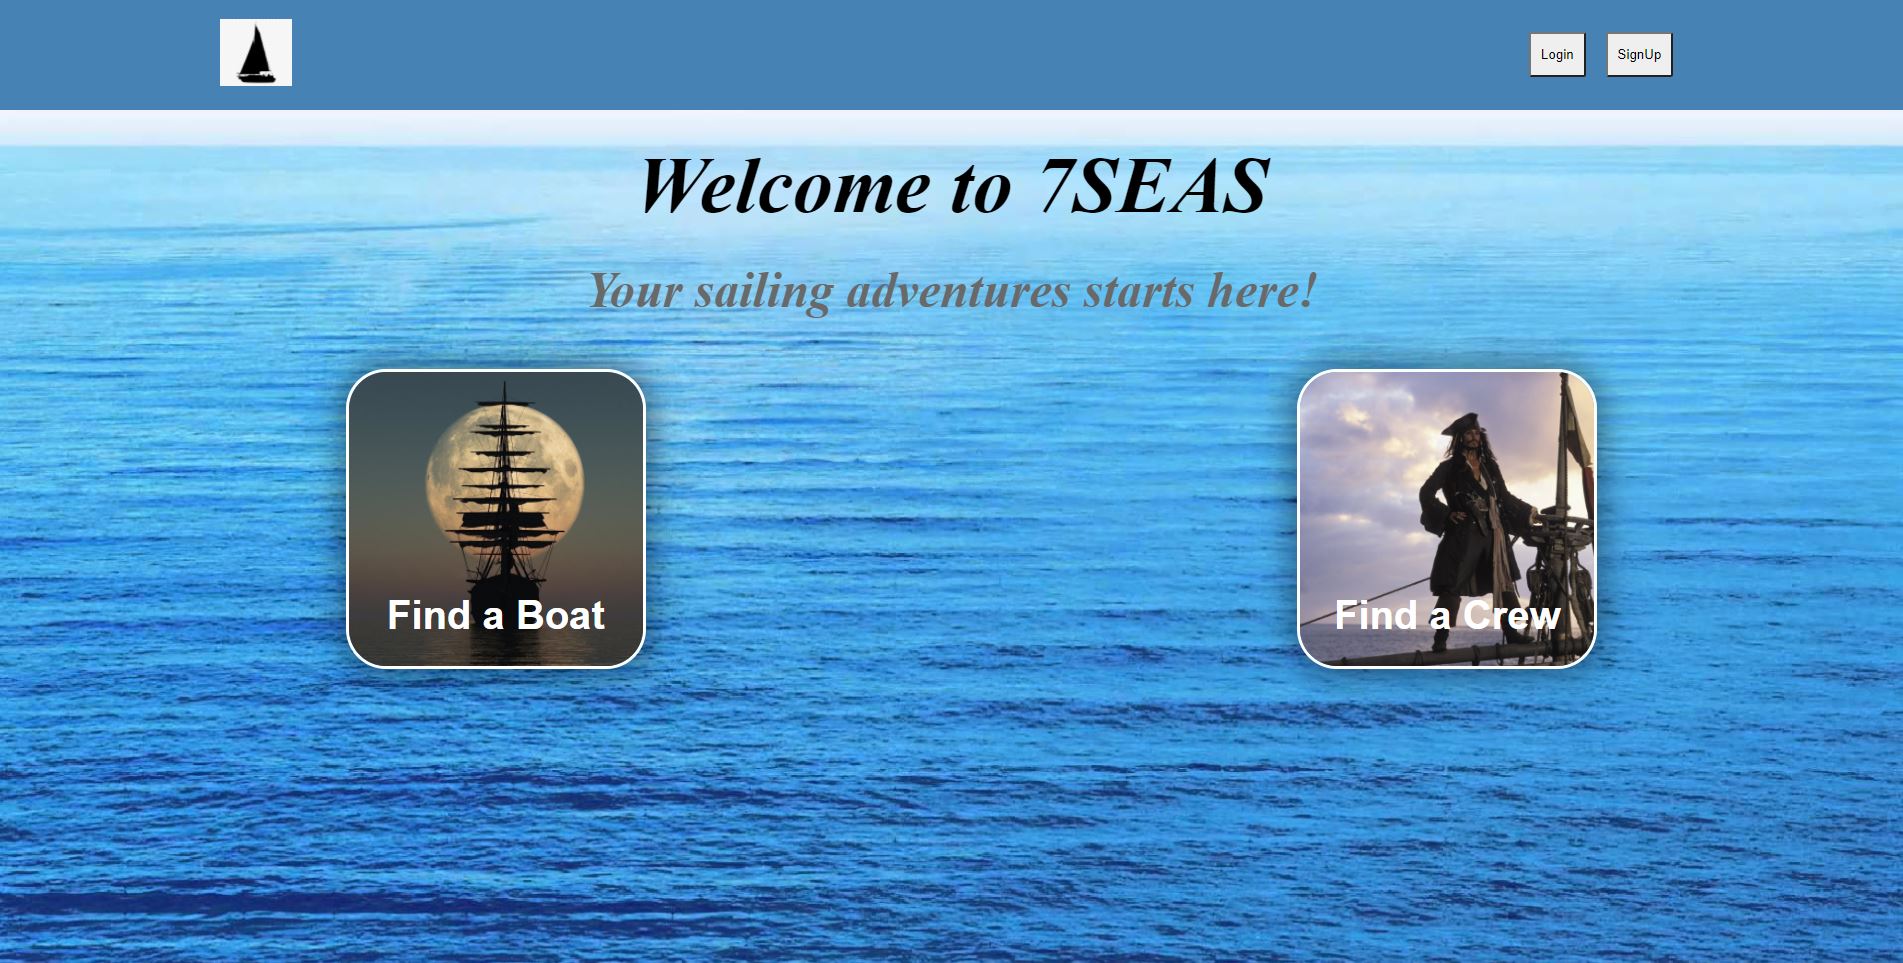 Login
SignUp
Welcome to 7SEAS
Your sailing adventures starts here!
Find a Boat
Find a Crew